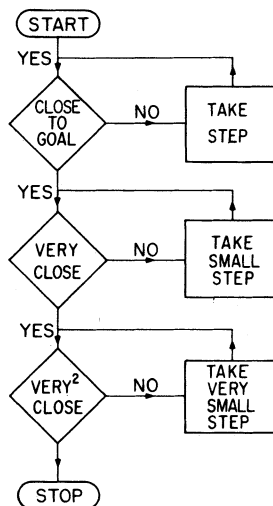 START
YES
CLOSE
TO
GOAL
NO
TAKE
STEP
YES
VERY
CLOSE
NO
TAKE
SMALL
STEP
YES
VERY²
CLOSE
NO
TAKE
VERY
SMALL
STEP
STOP